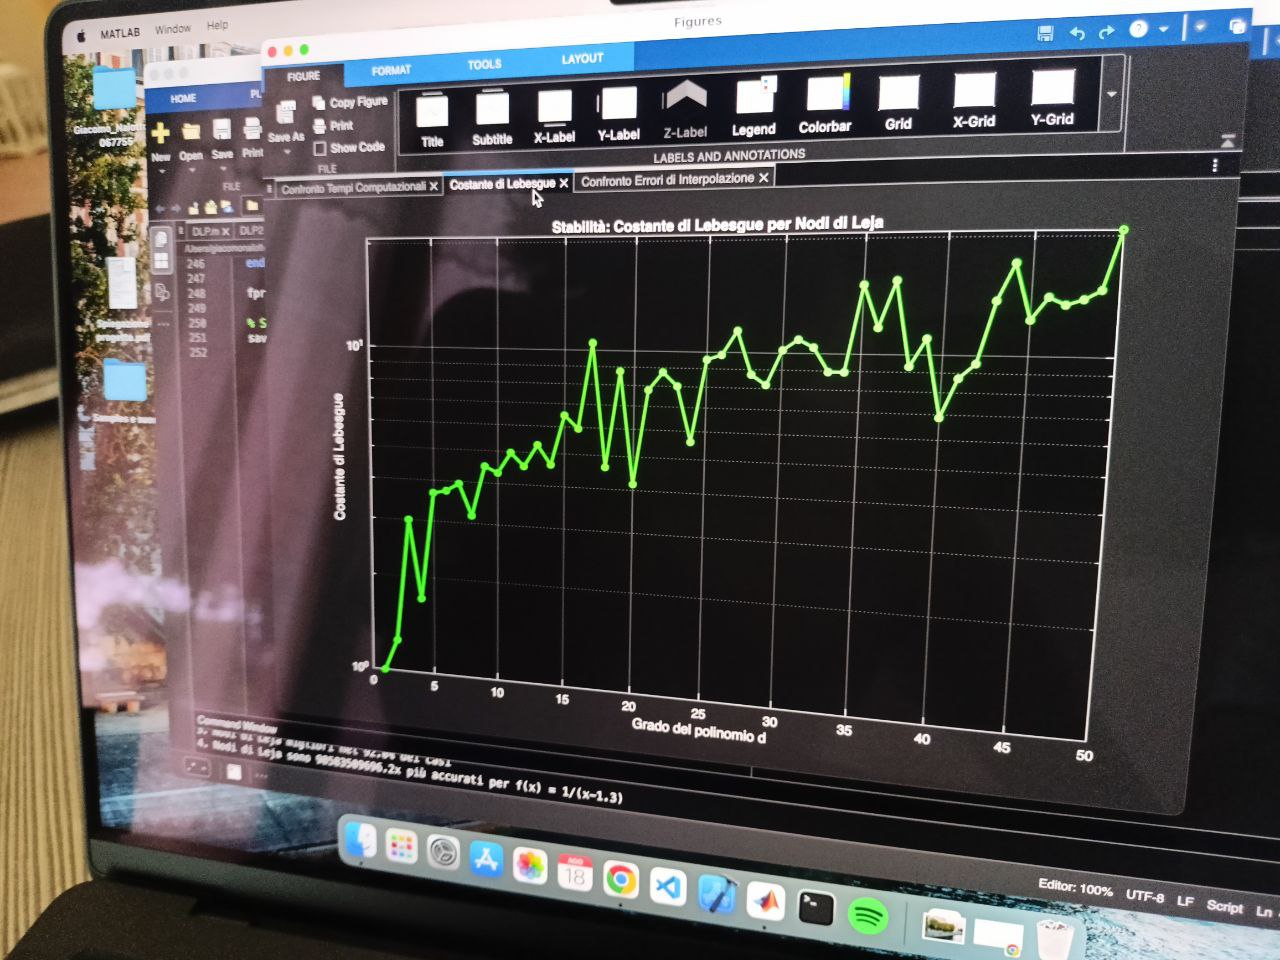 Figures
MATLAB Window Help
FIGURE FORMAT TOOLS LAYOUT
HOME
New Open Save Print
FILE
Save As
Copy Figure
Print
Show Code
FILE
Title Subtitle X-Label Y-Label Z-Label Legend Colorbar Grid X-Grid Y-Grid
LABELS AND ANNOTATIONS
Confronto Tempi Computazionali Costante di Lebesgue Confronto Errori di Interpolazione
DLP.m DLP2
246 end
247
248 fpr
249
250 % S
251 sav
252
Stabilità: Costante di Lebesgue per Nodi di Leja
10¹
10⁰
Costante di Lebesgue
0 5 10 15 20 25 30 35 40 45 50
Grado del polinomio d
Command Window
4. Nodi di Leja sono 90583509696.2x più accurati per f(x) = 1/(x-1.3)
Editor: 100% UTF-8 LF Script Ln
AGO
18